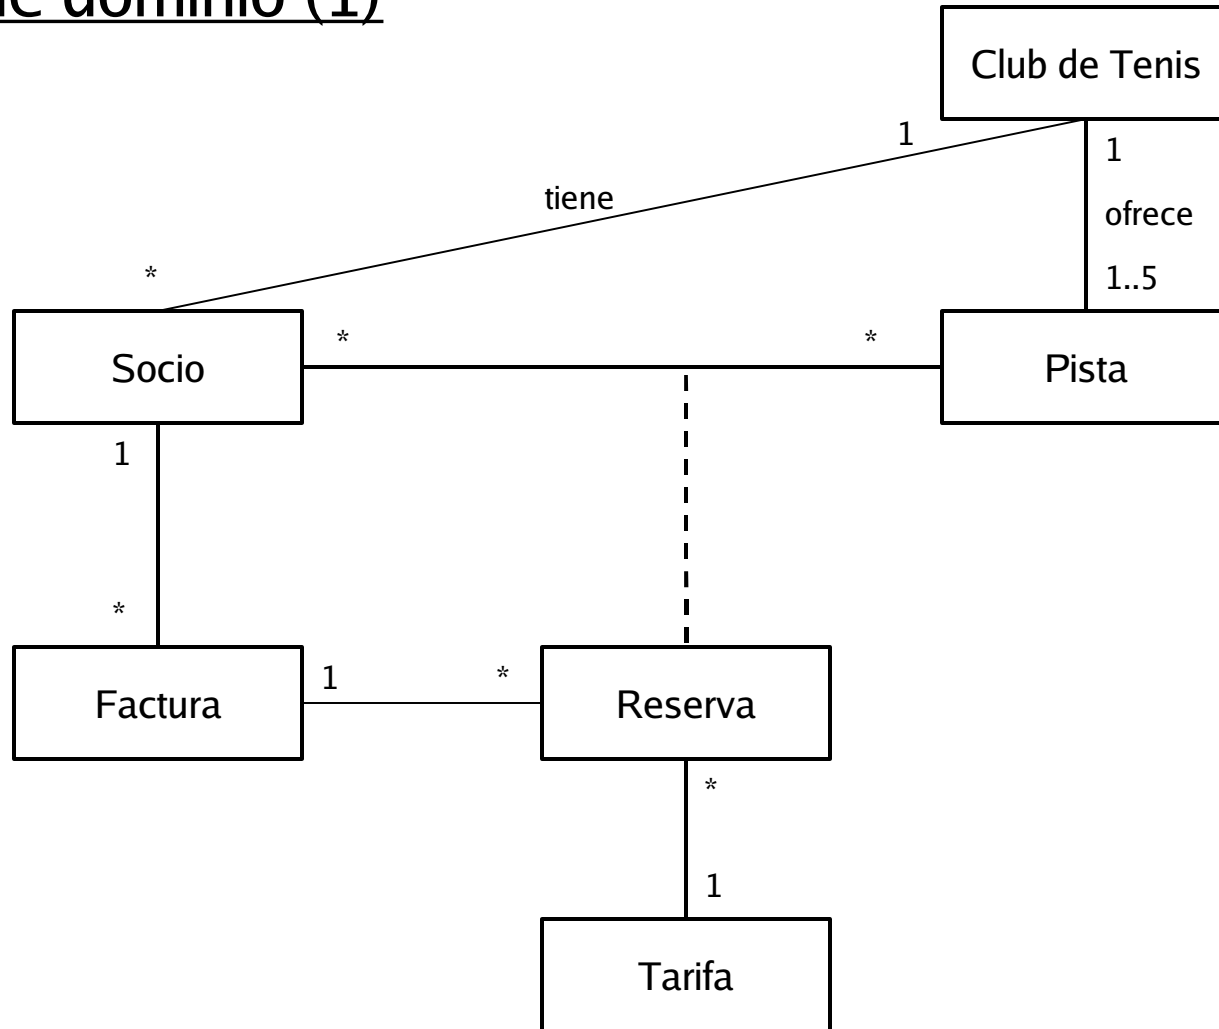 de dominio (1)
Club de Tenis
1
1
tiene
ofrece
*
1..5
*
*
Socio
Pista
1
*
1
*
Factura
Reserva
*
1
Tarifa